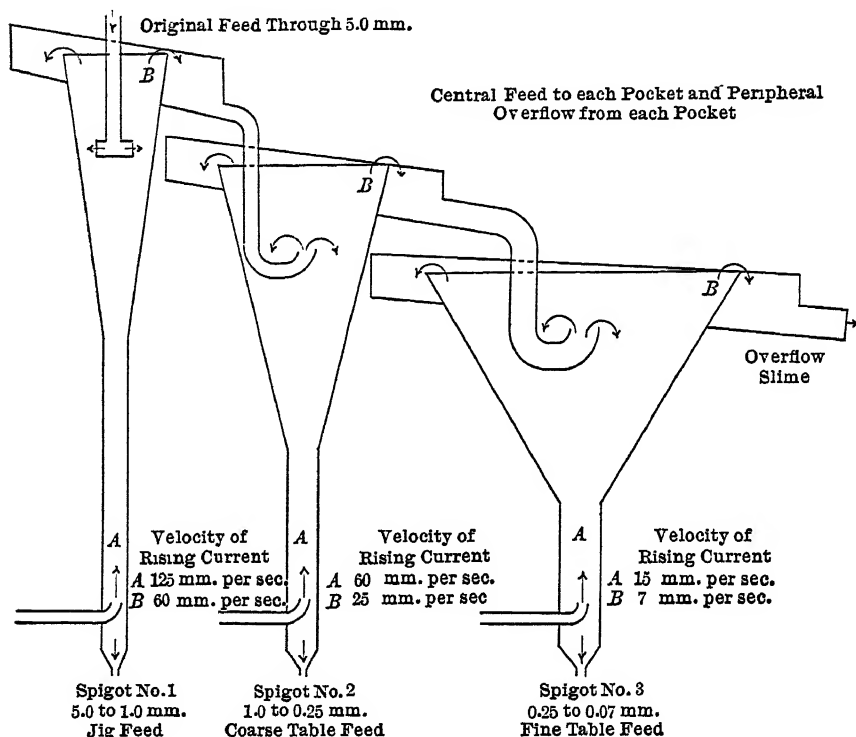 Original Feed Through 5.0 mm.
B
Central Feed to each Pocket and Peripheral
Overflow from each Pocket
B
B
Overflow
Slime
A
Velocity of
Rising Current
A 125 mm. per sec.
B 60 mm. per sec.
A
Velocity of
Rising Current
A 60 mm. per sec.
B 25 mm. per sec
A
Velocity of
Rising Current
A 15 mm. per sec.
B 7 mm. per sec.
Spigot No.1
5.0 to 1.0 mm.
Jig Feed
Spigot No.2
1.0 to 0.25 mm.
Coarse Table Feed
Spigot No. 3
0.25 to 0.07 mm.
Fine Table Feed